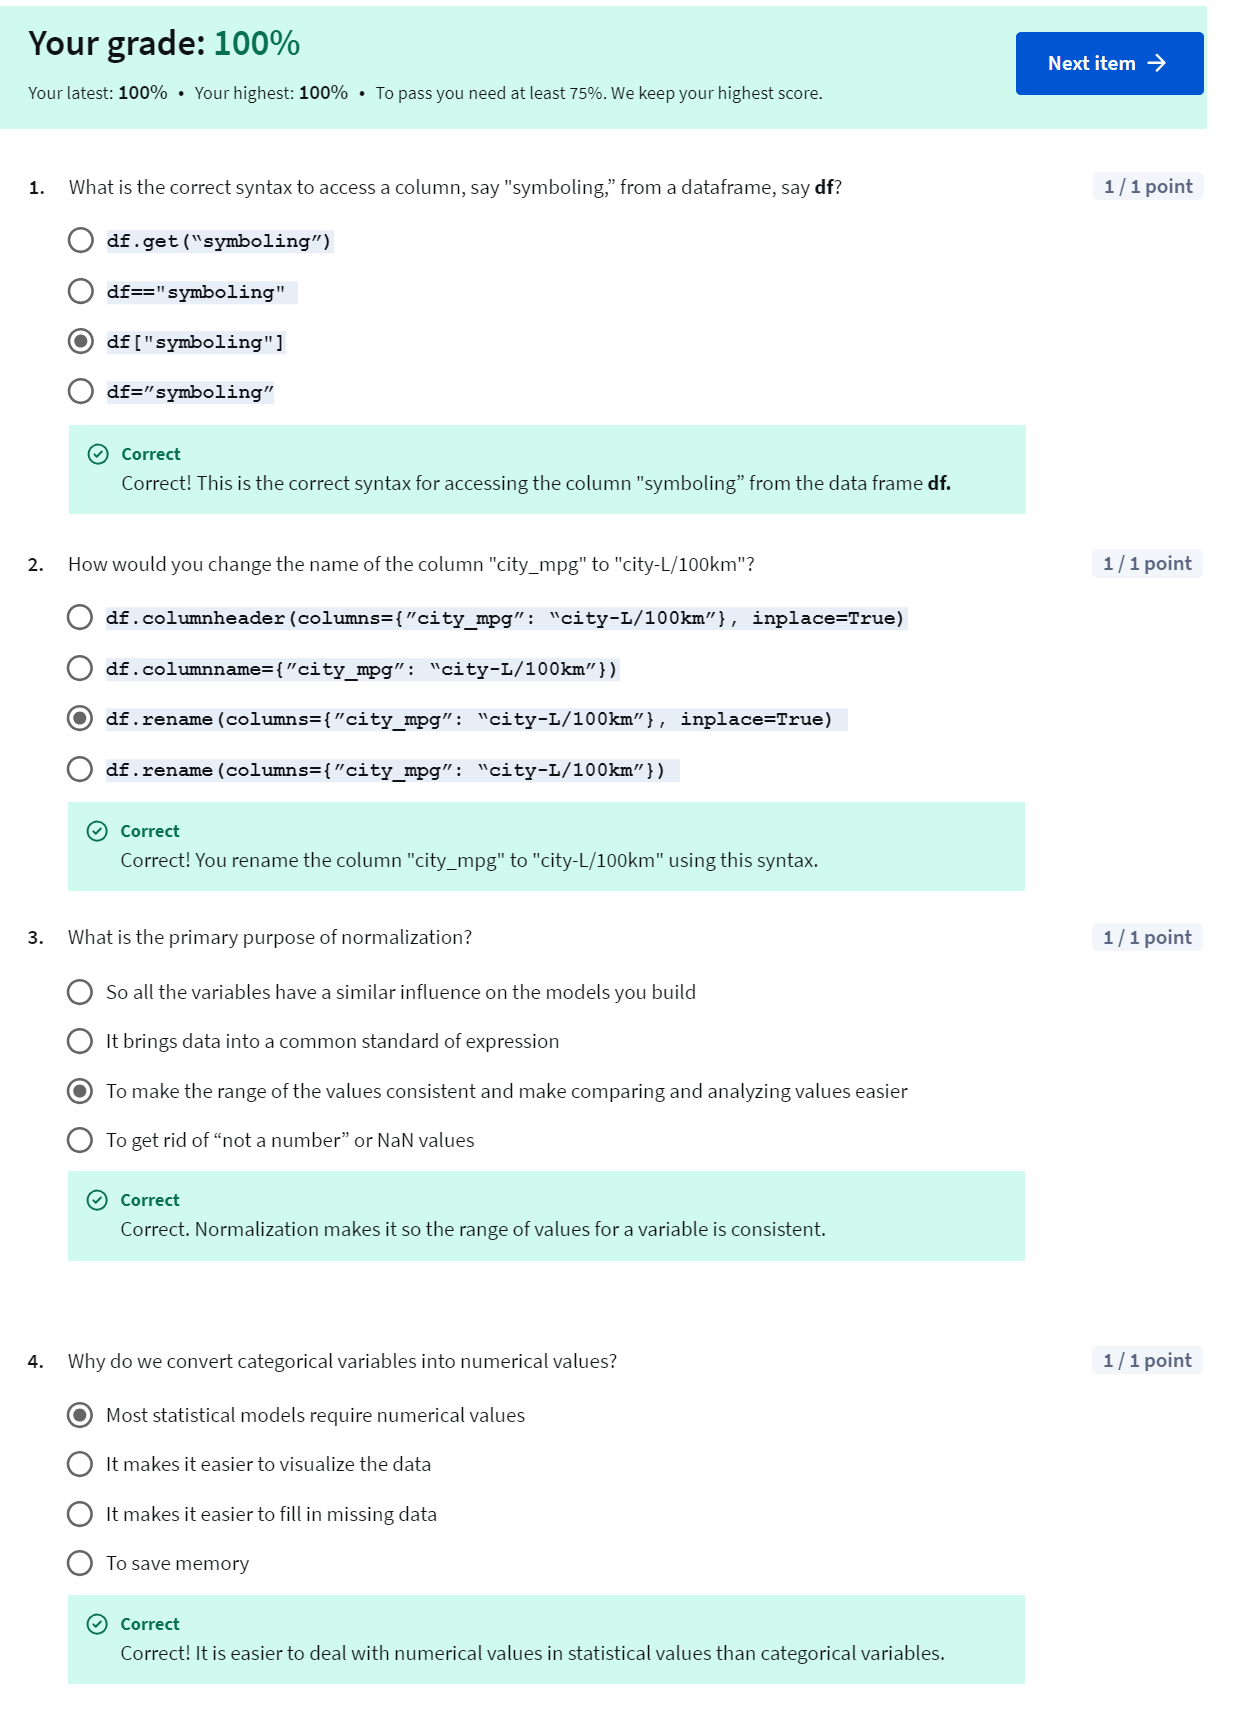 Your grade: 100%
Next item →
Your latest: 100% • Your highest: 100% • To pass you need at least 75%. We keep your highest score.
1. What is the correct syntax to access a column, say "symboling,” from a dataframe, say df?
1 / 1 point
df.get(“symboling”)
df=="symboling"
df["symboling"]
df=”symboling”
Correct
Correct! This is the correct syntax for accessing the column "symboling” from the data frame df.
2. How would you change the name of the column "city_mpg" to "city-L/100km"?
1 / 1 point
df.columnheader(columns={”city_mpg”: “city-L/100km”}, inplace=True)
df.columnname={”city_mpg”: “city-L/100km”})
df.rename(columns={”city_mpg”: “city-L/100km”}, inplace=True)
df.rename(columns={”city_mpg”: “city-L/100km”})
Correct
Correct! You rename the column "city_mpg" to "city-L/100km" using this syntax.
3. What is the primary purpose of normalization?
1 / 1 point
So all the variables have a similar influence on the models you build
It brings data into a common standard of expression
To make the range of the values consistent and make comparing and analyzing values easier
To get rid of “not a number” or NaN values
Correct
Correct. Normalization makes it so the range of values for a variable is consistent.
4. Why do we convert categorical variables into numerical values?
1 / 1 point
Most statistical models require numerical values
It makes it easier to visualize the data
It makes it easier to fill in missing data
To save memory
Correct
Correct! It is easier to deal with numerical values in statistical values than categorical variables.